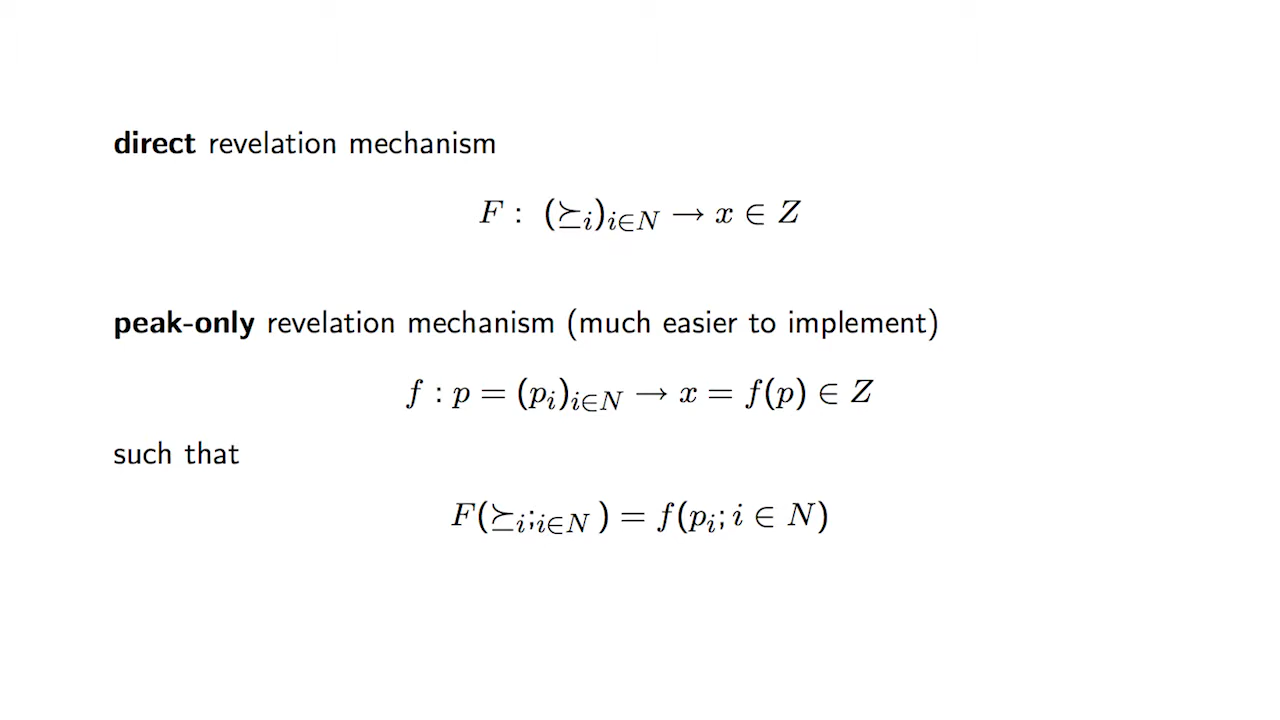 direct revelation mechanism
F : (⪰ᵢ)ᵢ∈N → x ∈ Z
peak-only revelation mechanism (much easier to implement)
f : p = (pᵢ)ᵢ∈N → x = f(p) ∈ Z
such that
F(⪰ᵢ;ᵢ∈N ) = f(pᵢ; i ∈ N)